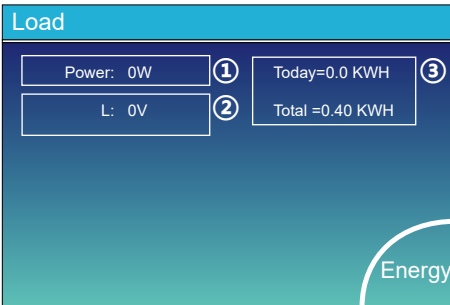 Load
Power: 0W ① Today=0.0 KWH ③
L: 0V ② Total =0.40 KWH
Energy